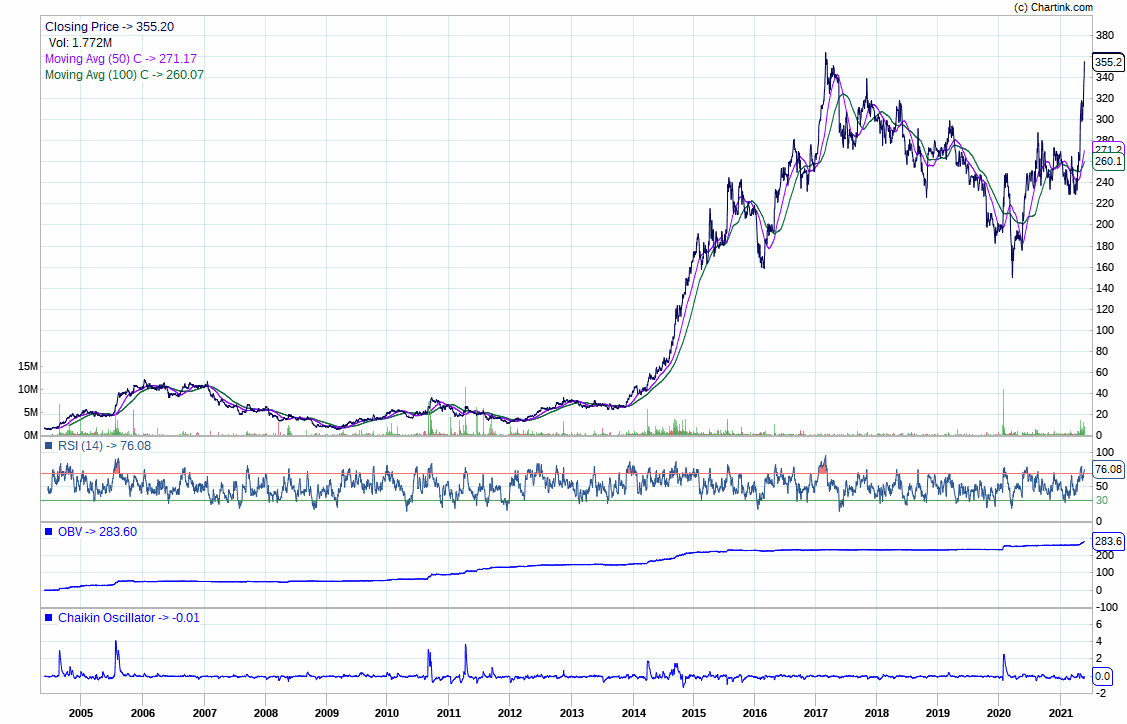 (c) Chartink.com
Closing Price -> 355.20
Vol: 1.772M
Moving Avg (50) C -> 271.17
Moving Avg (100) C -> 260.07
380
355.2
340
320
300
280
271.2
260.1
240
220
200
180
160
140
120
100
80
60
40
20
0
15M
10M
5M
0M
RSI (14) -> 76.08
100
76.08
50
30
0
OBV -> 283.60
283.6
200
100
0
-100
Chaikin Oscillator -> -0.01
6
4
2
0.0
-2
2005 2006 2007 2008 2009 2010 2011 2012 2013 2014 2015 2016 2017 2018 2019 2020 2021